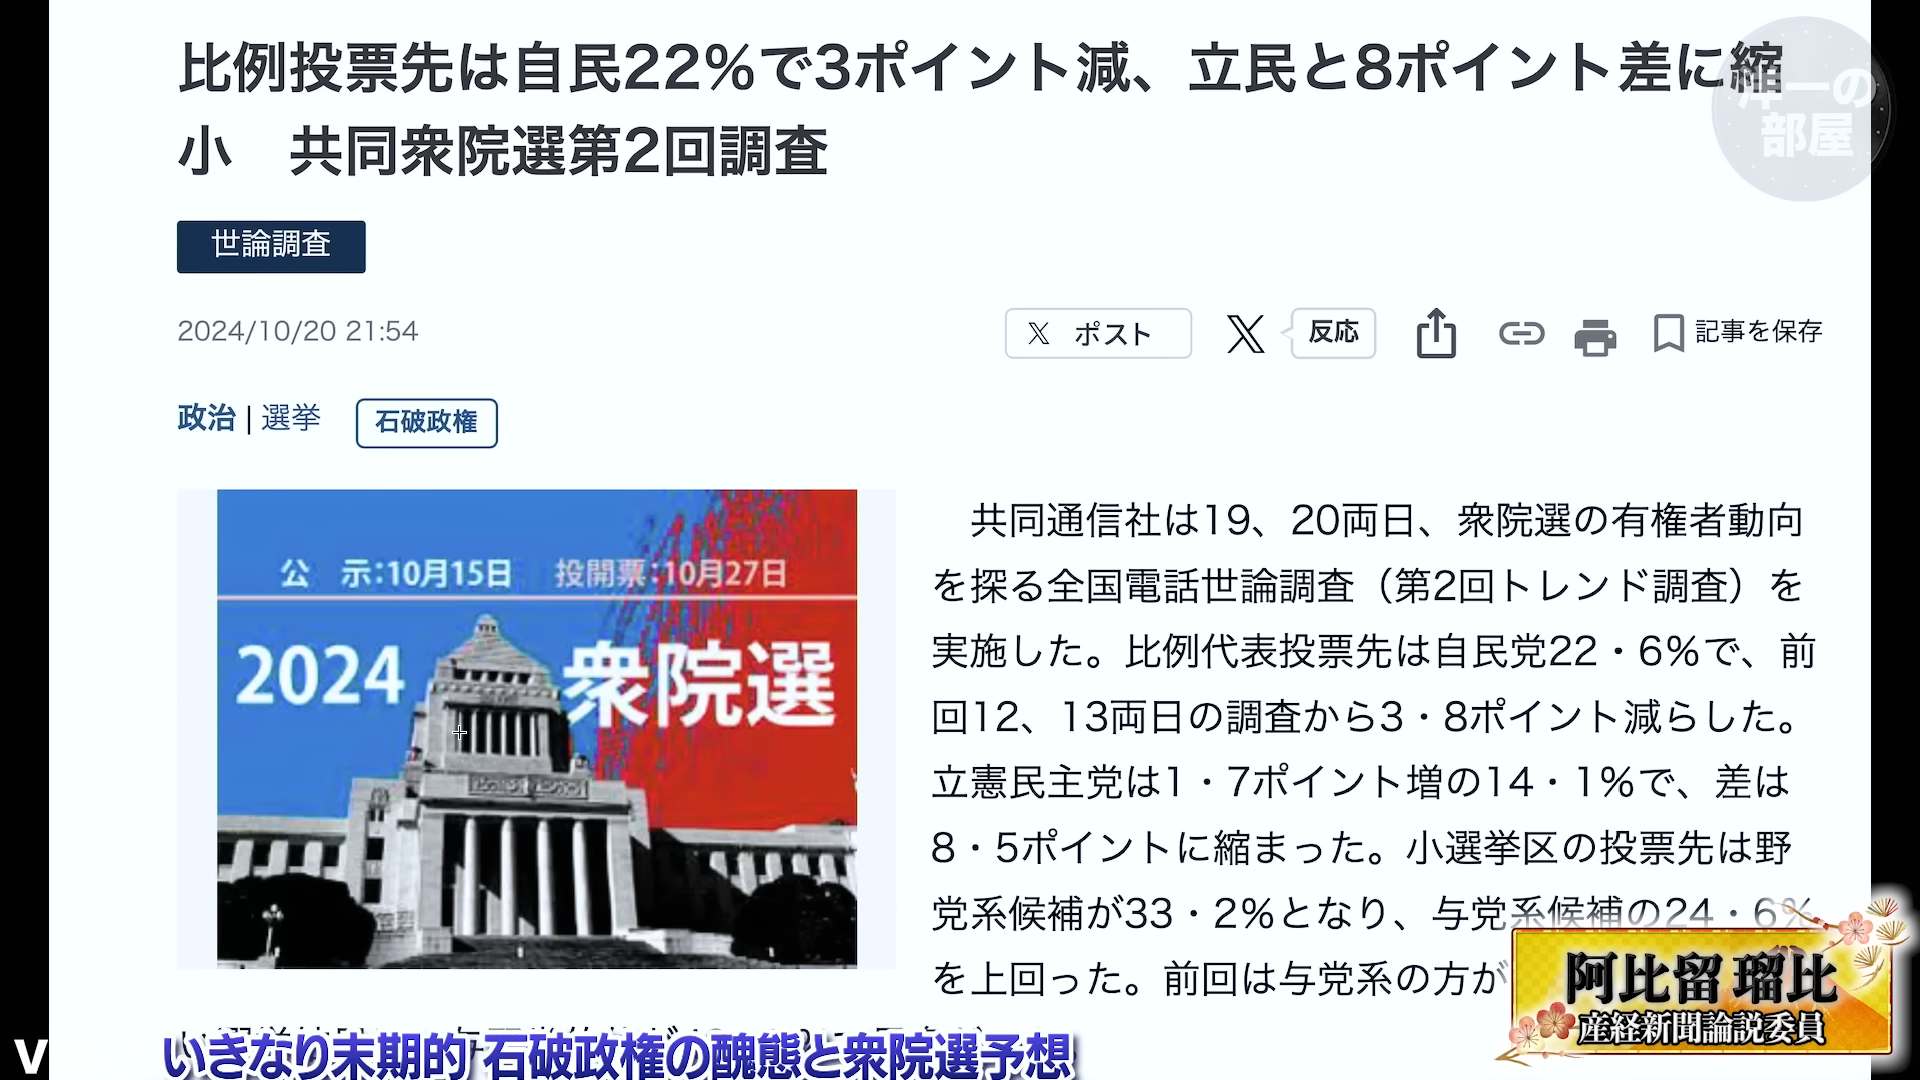 比例投票先は自民22%で3ポイント減、立民と8ポイント差に縮
小　共同衆院選第2回調査
洋一の
部屋
世論調査
2024/10/20 21:54
ポスト
反応
記事を保存
政治 | 選挙
石破政権
公　示:10月15日　投開票:10月27日
2024 衆院選
　共同通信社は19、20両日、衆院選の有権者動向
を探る全国電話世論調査（第2回トレンド調査）を
実施した。比例代表投票先は自民党22・6%で、前
回12、13両日の調査から3・8ポイント減らした。
立憲民主党は1・7ポイント増の14・1%で、差は
8・5ポイントに縮まった。小選挙区の投票先は野
党系候補が33・2%となり、与党系候補の24・6%
を上回った。前回は与党系の方が
阿比留 瑠比
産経新聞論説委員
V
いきなり末期的 石破政権の醜態と衆院選予想